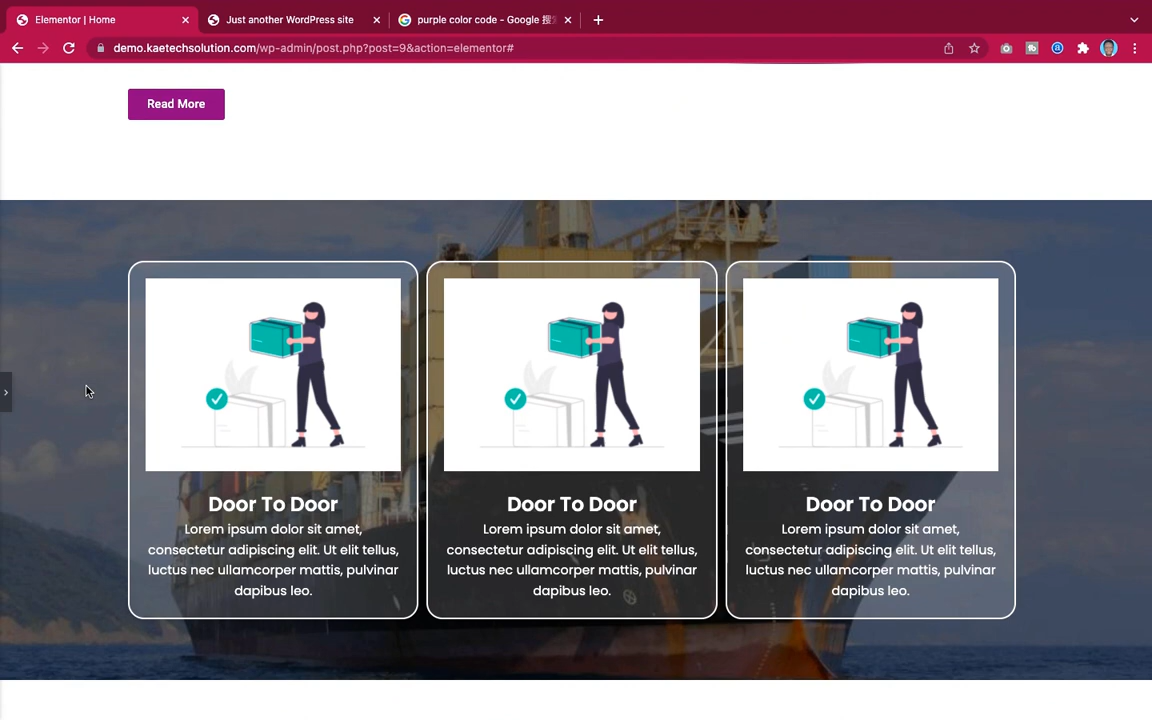 Elementor | Home
Just another WordPress site
purple color code - Google 搜
demo.kaetechsolution.com/wp-admin/post.php?post=9&action=elementor#
Read More
Door To Door
Lorem ipsum dolor sit amet,
consectetur adipiscing elit. Ut elit tellus,
luctus nec ullamcorper mattis, pulvinar
dapibus leo.
Door To Door
Lorem ipsum dolor sit amet,
consectetur adipiscing elit. Ut elit tellus,
luctus nec ullamcorper mattis, pulvinar
dapibus leo.
Door To Door
Lorem ipsum dolor sit amet,
consectetur adipiscing elit. Ut elit tellus,
luctus nec ullamcorper mattis, pulvinar
dapibus leo.